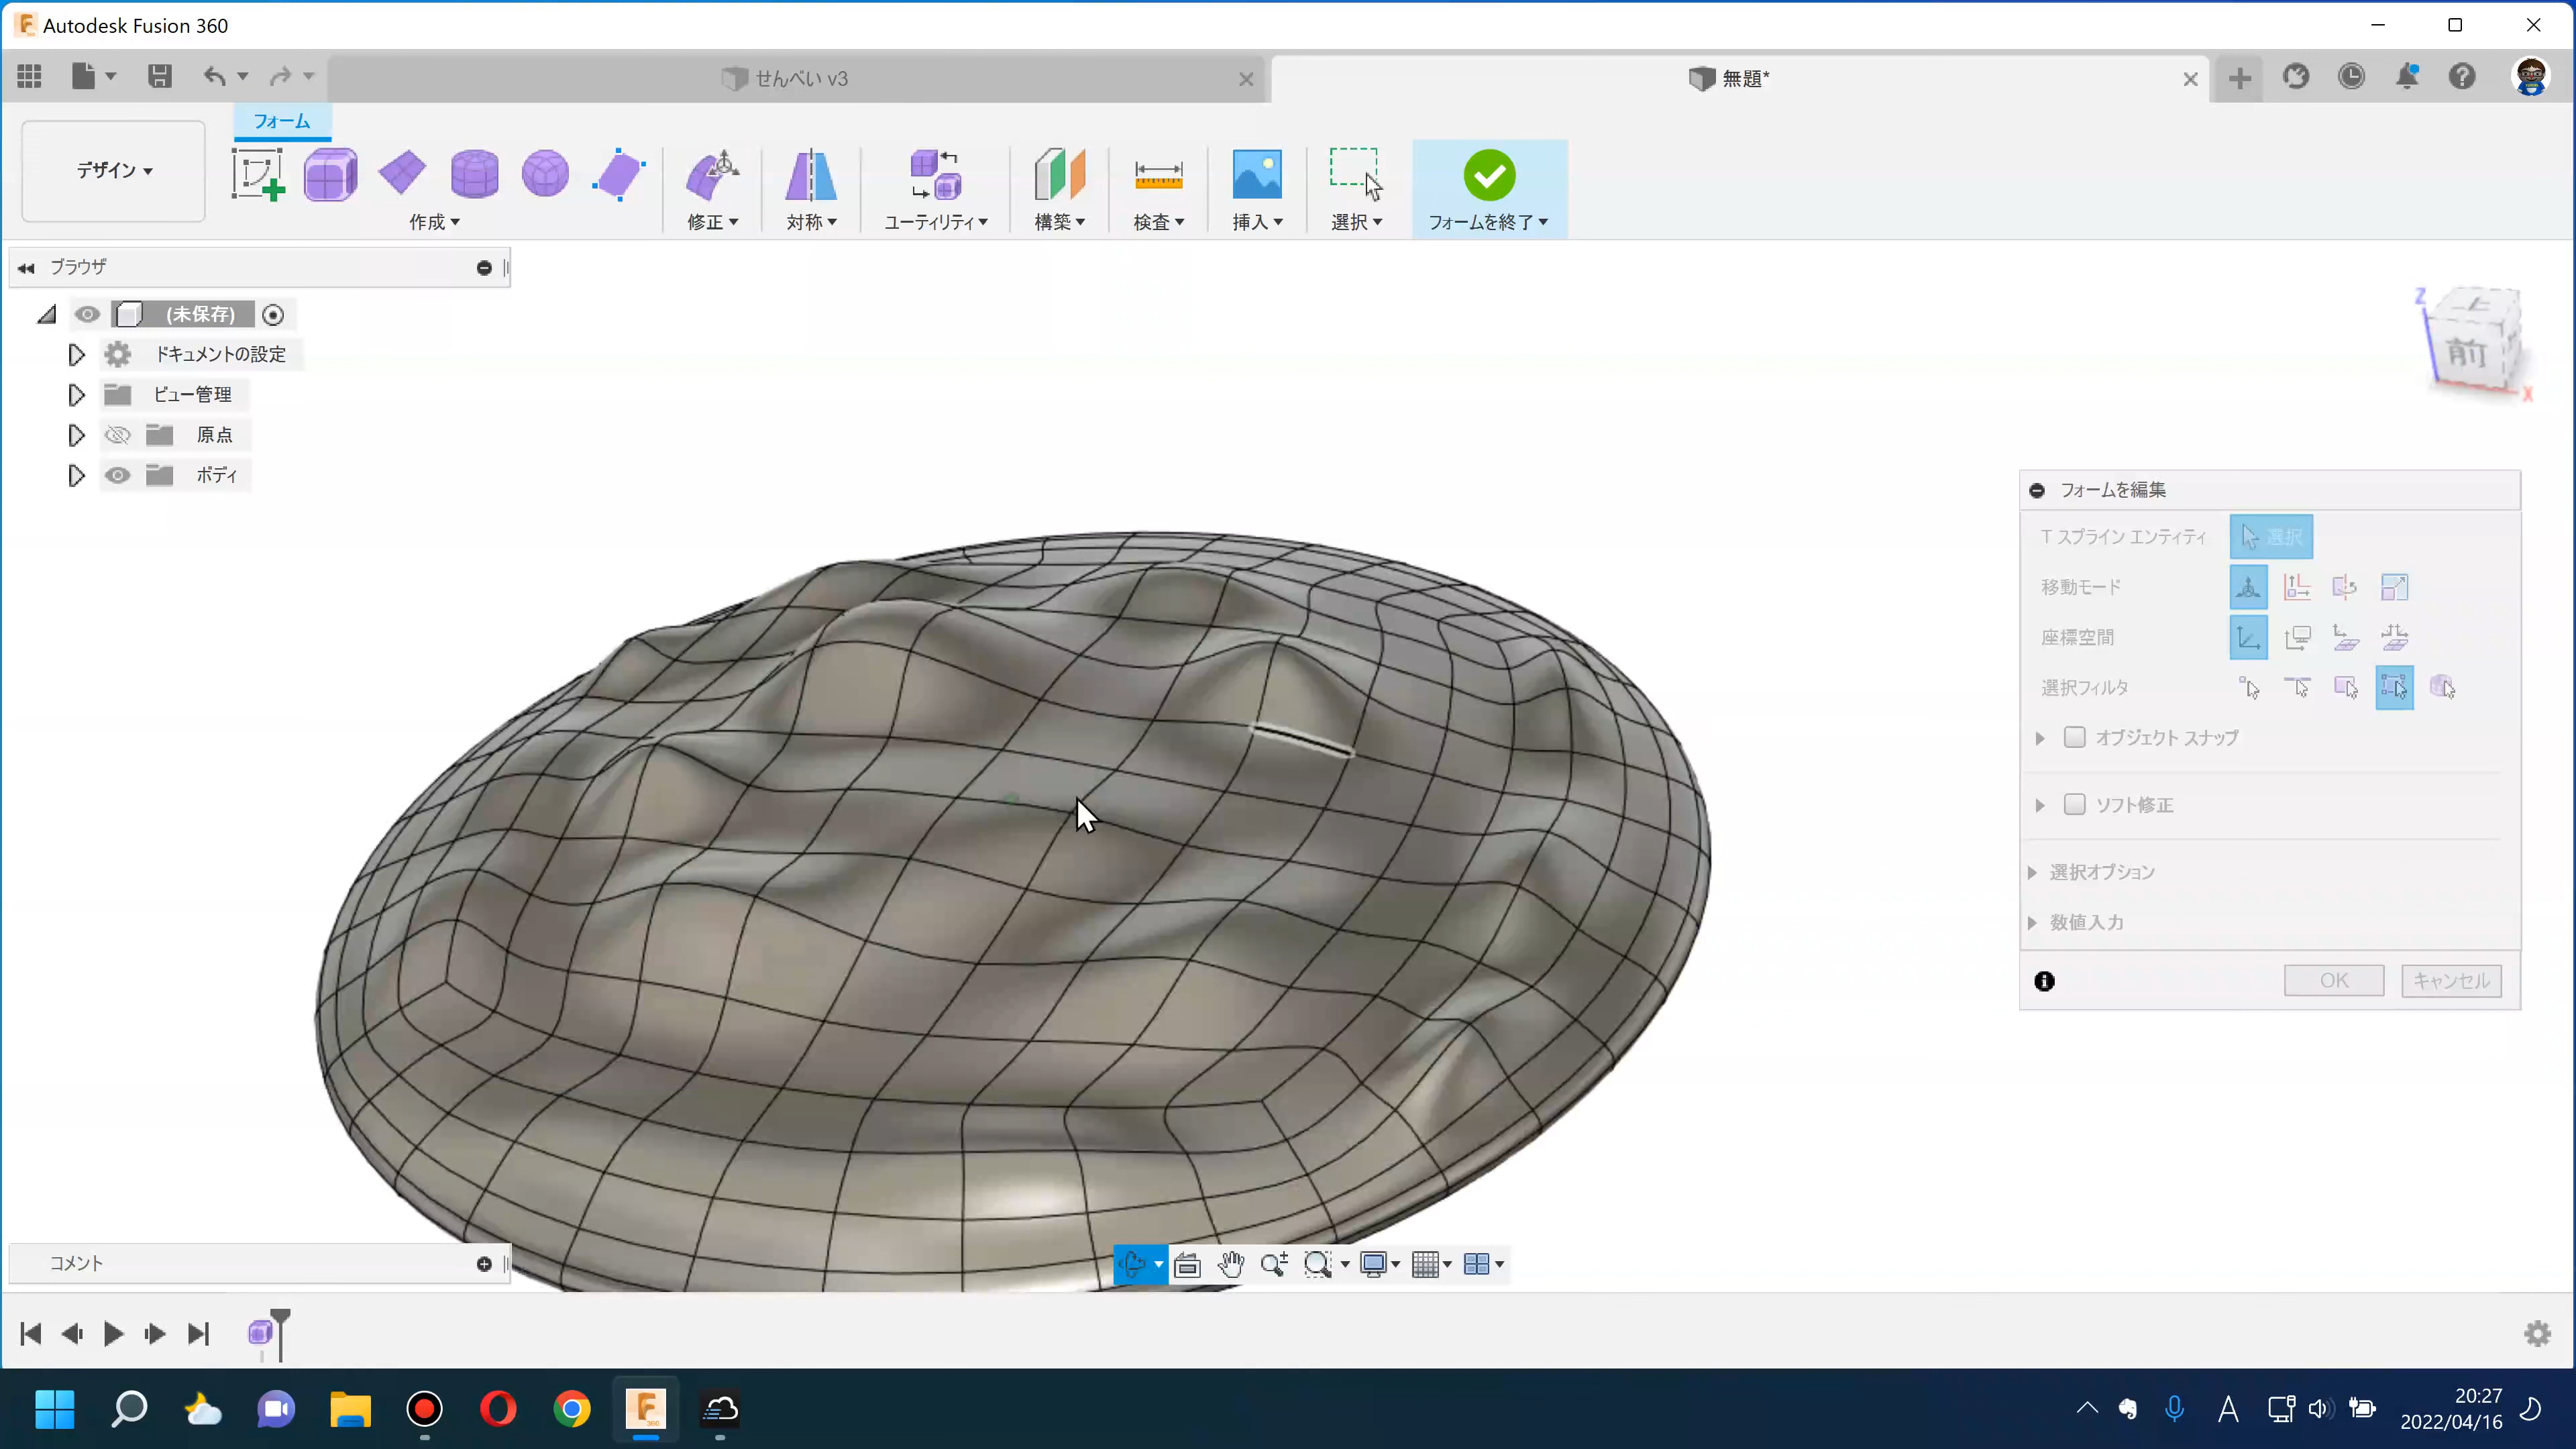 Autodesk Fusion 360
せんべい v3
無題*
フォーム
デザイン
作成
修正
対称
ユーティリティ
構築
検査
挿入
選択
フォームを終了
ブラウザ
(未保存)
ドキュメントの設定
ビュー管理
原点
ボディ
Z
上
前
X
フォームを編集
T スプライン エンティティ
選択
移動モード
座標空間
選択フィルタ
オブジェクト スナップ
ソフト修正
選択オプション
数値入力
OK
キャンセル
コメント
F
360
A
20:27
2022/04/16